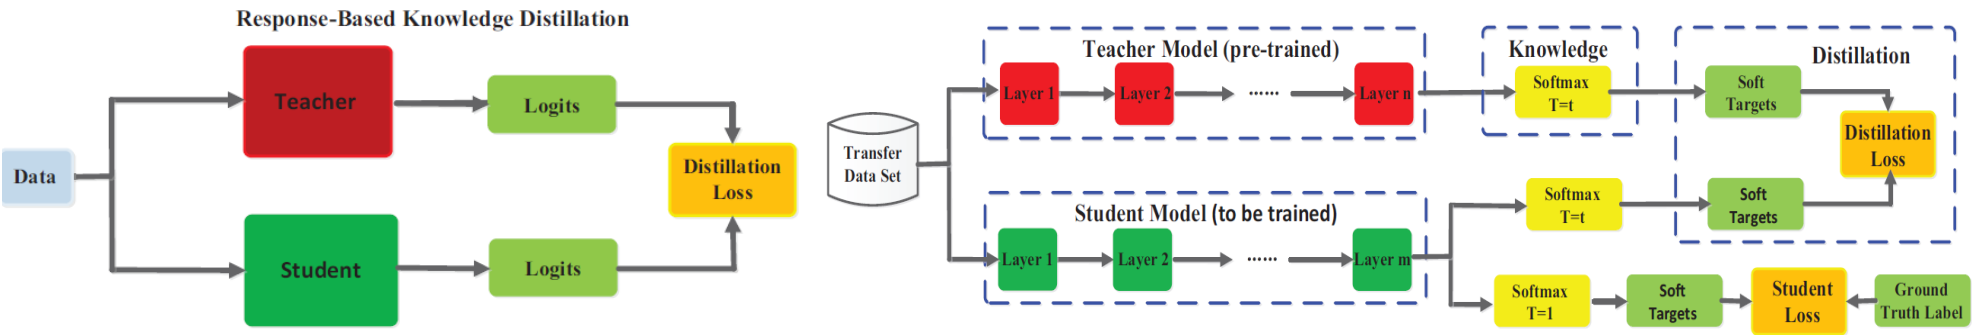 Response-Based Knowledge Distillation
Data
Teacher
Logits
Distillation
Loss
Student
Logits
Transfer
Data Set
Teacher Model (pre-trained)
Layer 1
Layer 2
......
Layer n
Knowledge
Softmax
T=t
Distillation
Soft
Targets
Distillation
Loss
Student Model (to be trained)
Layer 1
Layer 2
......
Layer m
Softmax
T=t
Soft
Targets
Softmax
T=1
Soft
Targets
Student
Loss
Ground
Truth Label